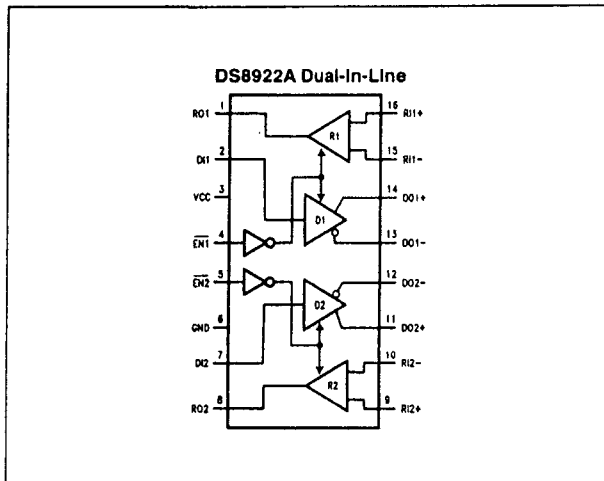 DS8922A Dual-In-Line
1 RO1
16 RI1+
R1
2 DI1
15 RI1-
3 VCC
14 DO1+
D1
4 EN1
13 DO1-
5 EN2
12 DO2-
D2
6 GND
11 DO2+
7 DI2
10 RI2-
R2
8 RO2
9 RI2+